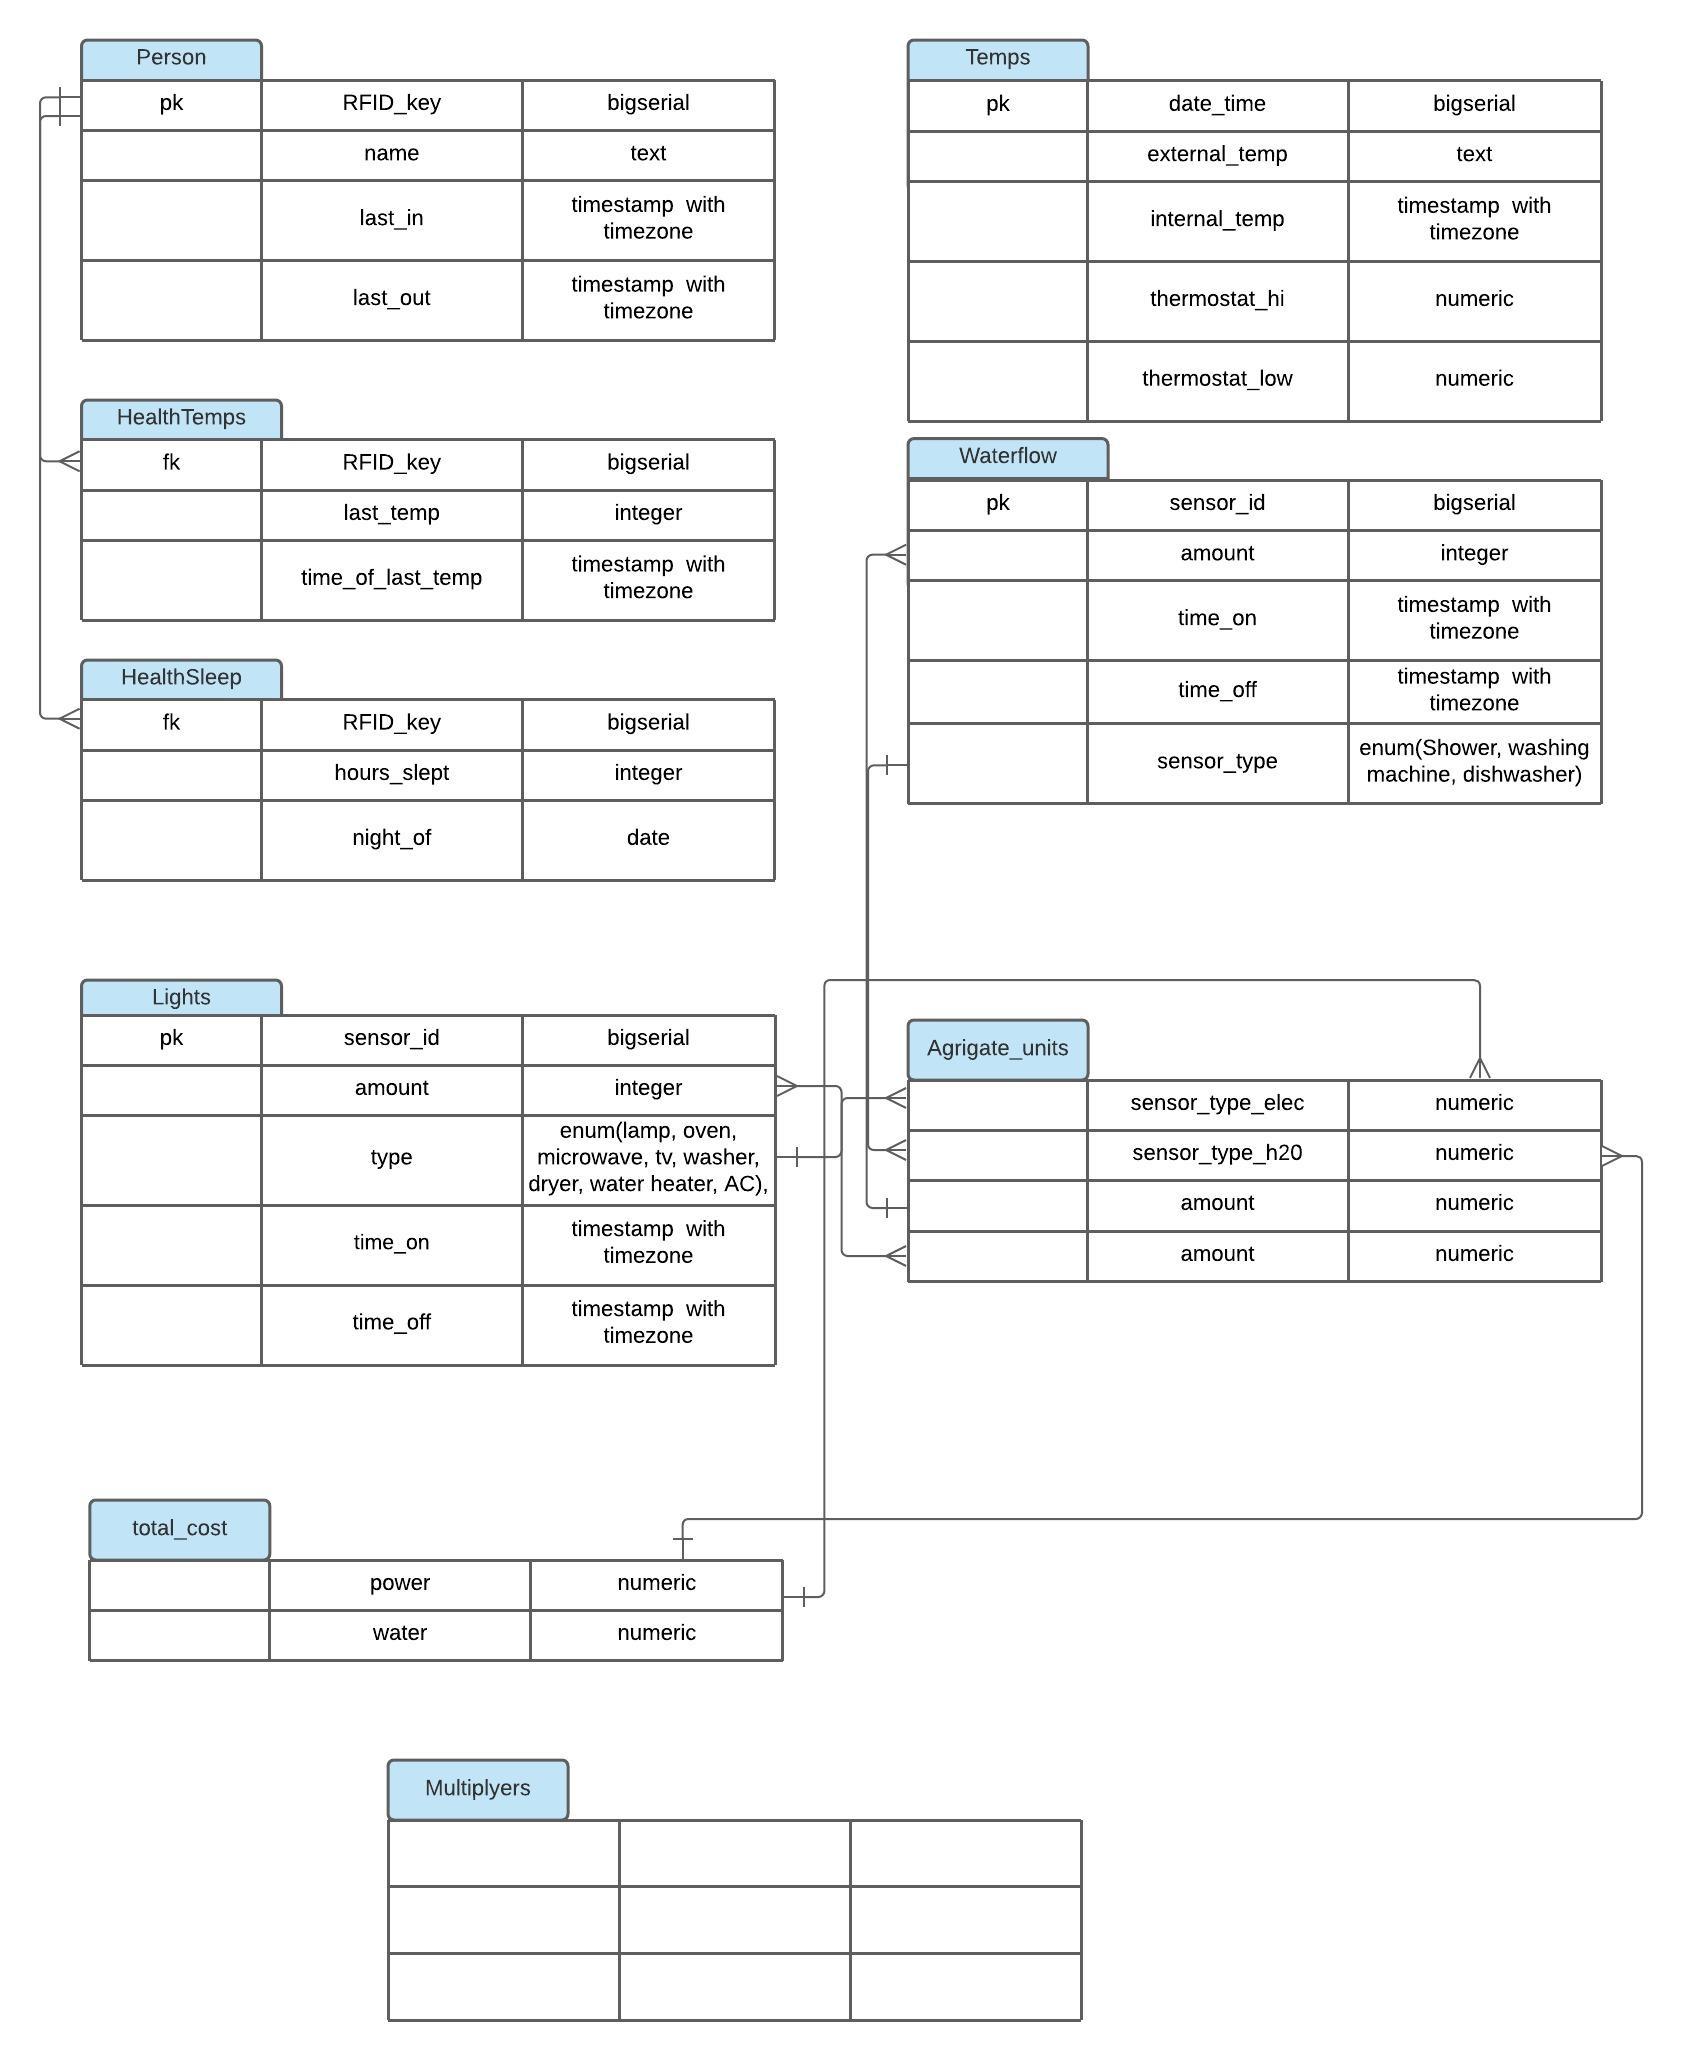 Person
pk RFID_key bigserial
name text
last_in timestamp with
timezone
last_out timestamp with
timezone
HealthTemps
fk RFID_key bigserial
last_temp integer
time_of_last_temp timestamp with
timezone
HealthSleep
fk RFID_key bigserial
hours_slept integer
night_of date
Temps
pk date_time bigserial
external_temp text
internal_temp timestamp with
timezone
thermostat_hi numeric
thermostat_low numeric
Waterflow
pk sensor_id bigserial
amount integer
time_on timestamp with
timezone
time_off timestamp with
timezone
sensor_type enum(Shower, washing
machine, dishwasher)
Lights
pk sensor_id bigserial
amount integer
type enum(lamp, oven,
microwave, tv, washer,
dryer, water heater, AC),
time_on timestamp with
timezone
time_off timestamp with
timezone
Agrigate_units
sensor_type_elec numeric
sensor_type_h20 numeric
amount numeric
amount numeric
total_cost
power numeric
water numeric
Multiplyers